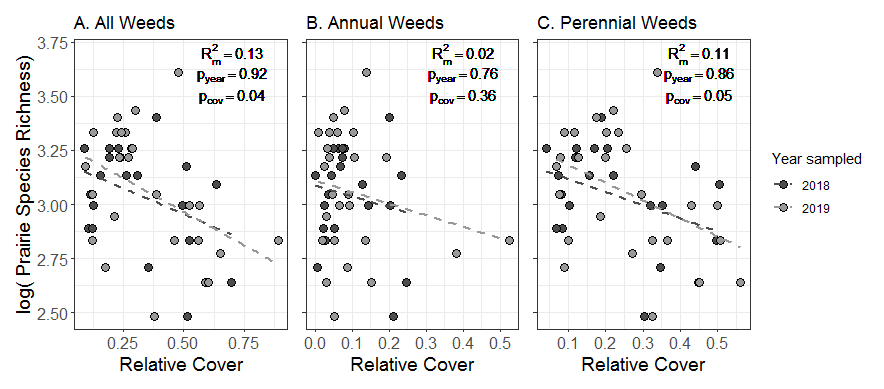 A. All Weeds
B. Annual Weeds
C. Perennial Weeds
log( Prairie Species Richness)
3.75
3.50
3.25
3.00
2.75
2.50
R²m = 0.13
pyear = 0.92
pcov = 0.04
R²m = 0.02
pyear = 0.76
pcov = 0.36
R²m = 0.11
pyear = 0.86
pcov = 0.05
0.25 0.50 0.75
0.0 0.1 0.2 0.3 0.4 0.5
0.1 0.2 0.3 0.4 0.5
Relative Cover
Relative Cover
Relative Cover
Year sampled
2018
2019